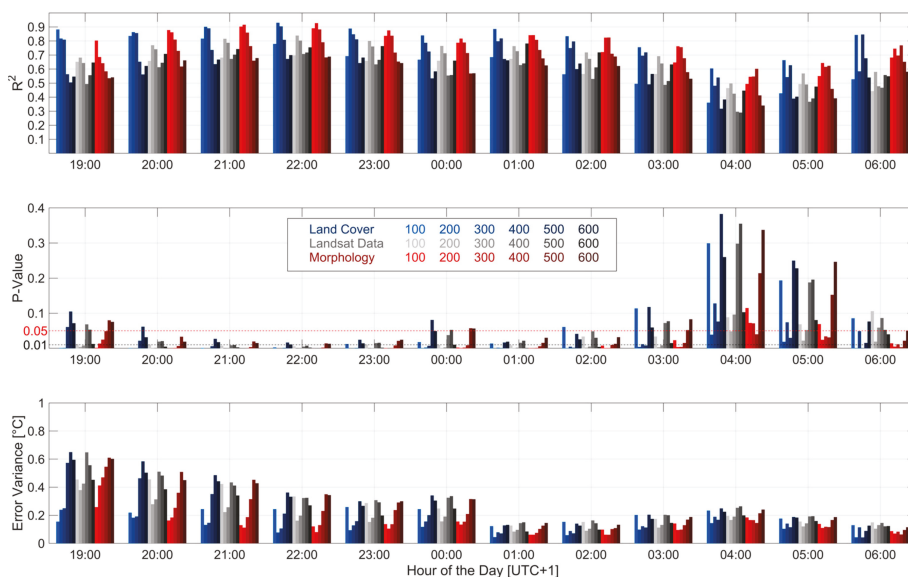 0.9
0.8
0.7
0.6
0.5
0.4
0.3
0.2
0.1
R²
19:00 20:00 21:00 22:00 23:00 00:00 01:00 02:00 03:00 04:00 05:00 06:00
0.4
0.3
0.2
0.1
0.05
0.01
P-Value
Land Cover 100 200 300 400 500 600
Landsat Data 100 200 300 400 500 600
Morphology 100 200 300 400 500 600
19:00 20:00 21:00 22:00 23:00 00:00 01:00 02:00 03:00 04:00 05:00 06:00
1
0.8
0.6
0.4
0.2
0
Error Variance [°C]
19:00 20:00 21:00 22:00 23:00 00:00 01:00 02:00 03:00 04:00 05:00 06:00
Hour of the Day [UTC+1]